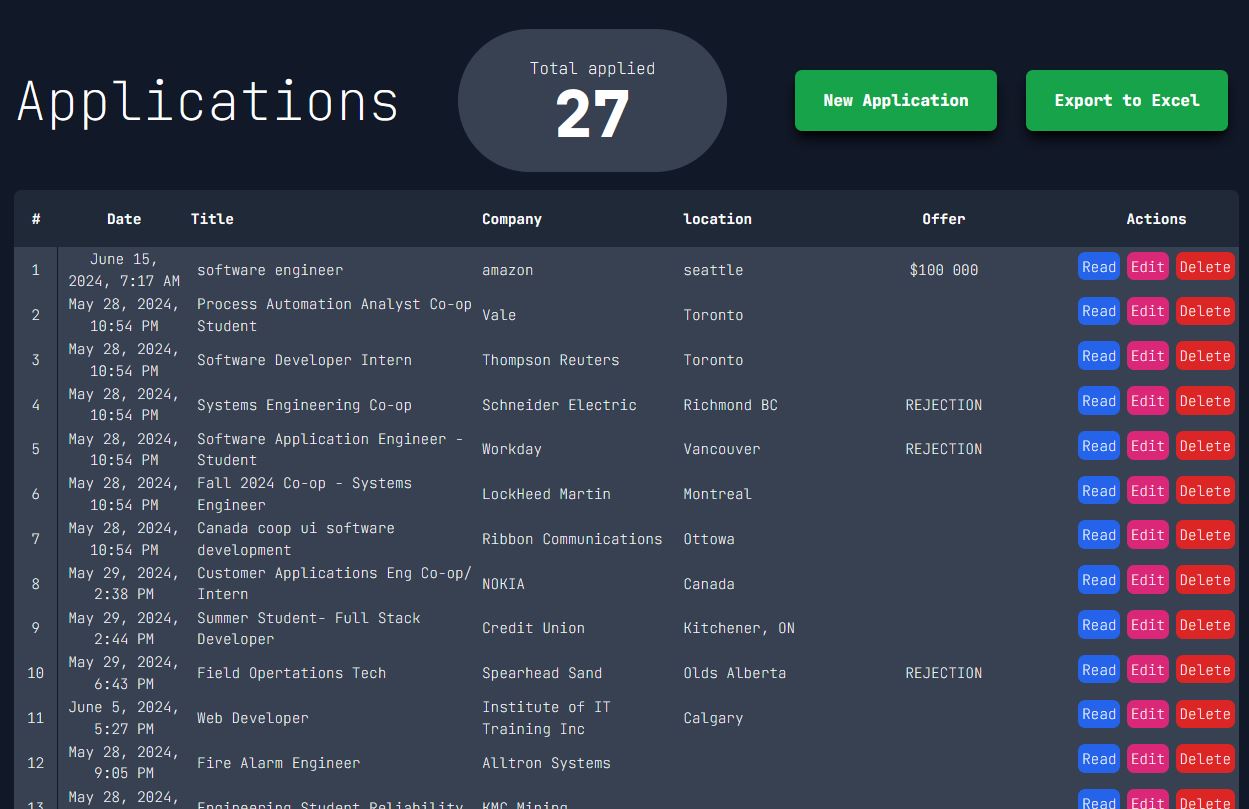 Applications
Total applied
27
New Application
Export to Excel
# Date Title Company location Offer Actions
1 June 15, 2024, 7:17 AM software engineer amazon seattle $100 000 Read Edit Delete
2 May 28, 2024, 10:54 PM Process Automation Analyst Co-op Student Vale Toronto Read Edit Delete
3 May 28, 2024, 10:54 PM Software Developer Intern Thompson Reuters Toronto Read Edit Delete
4 May 28, 2024, 10:54 PM Systems Engineering Co-op Schneider Electric Richmond BC REJECTION Read Edit Delete
5 May 28, 2024, 10:54 PM Software Application Engineer - Student Workday Vancouver REJECTION Read Edit Delete
6 May 28, 2024, 10:54 PM Fall 2024 Co-op - Systems Engineer LockHeed Martin Montreal Read Edit Delete
7 May 28, 2024, 10:54 PM Canada coop ui software development Ribbon Communications Ottowa Read Edit Delete
8 May 29, 2024, 2:38 PM Customer Applications Eng Co-op/ Intern NOKIA Canada Read Edit Delete
9 May 29, 2024, 2:44 PM Summer Student- Full Stack Developer Credit Union Kitchener, ON Read Edit Delete
10 May 29, 2024, 6:43 PM Field Opertations Tech Spearhead Sand Olds Alberta REJECTION Read Edit Delete
11 June 5, 2024, 5:27 PM Web Developer Institute of IT Training Inc Calgary Read Edit Delete
12 May 28, 2024, 9:05 PM Fire Alarm Engineer Alltron Systems Read Edit Delete
13 May 28, 2024, Engineering Student Reliability KMC Mining Read Edit Delete